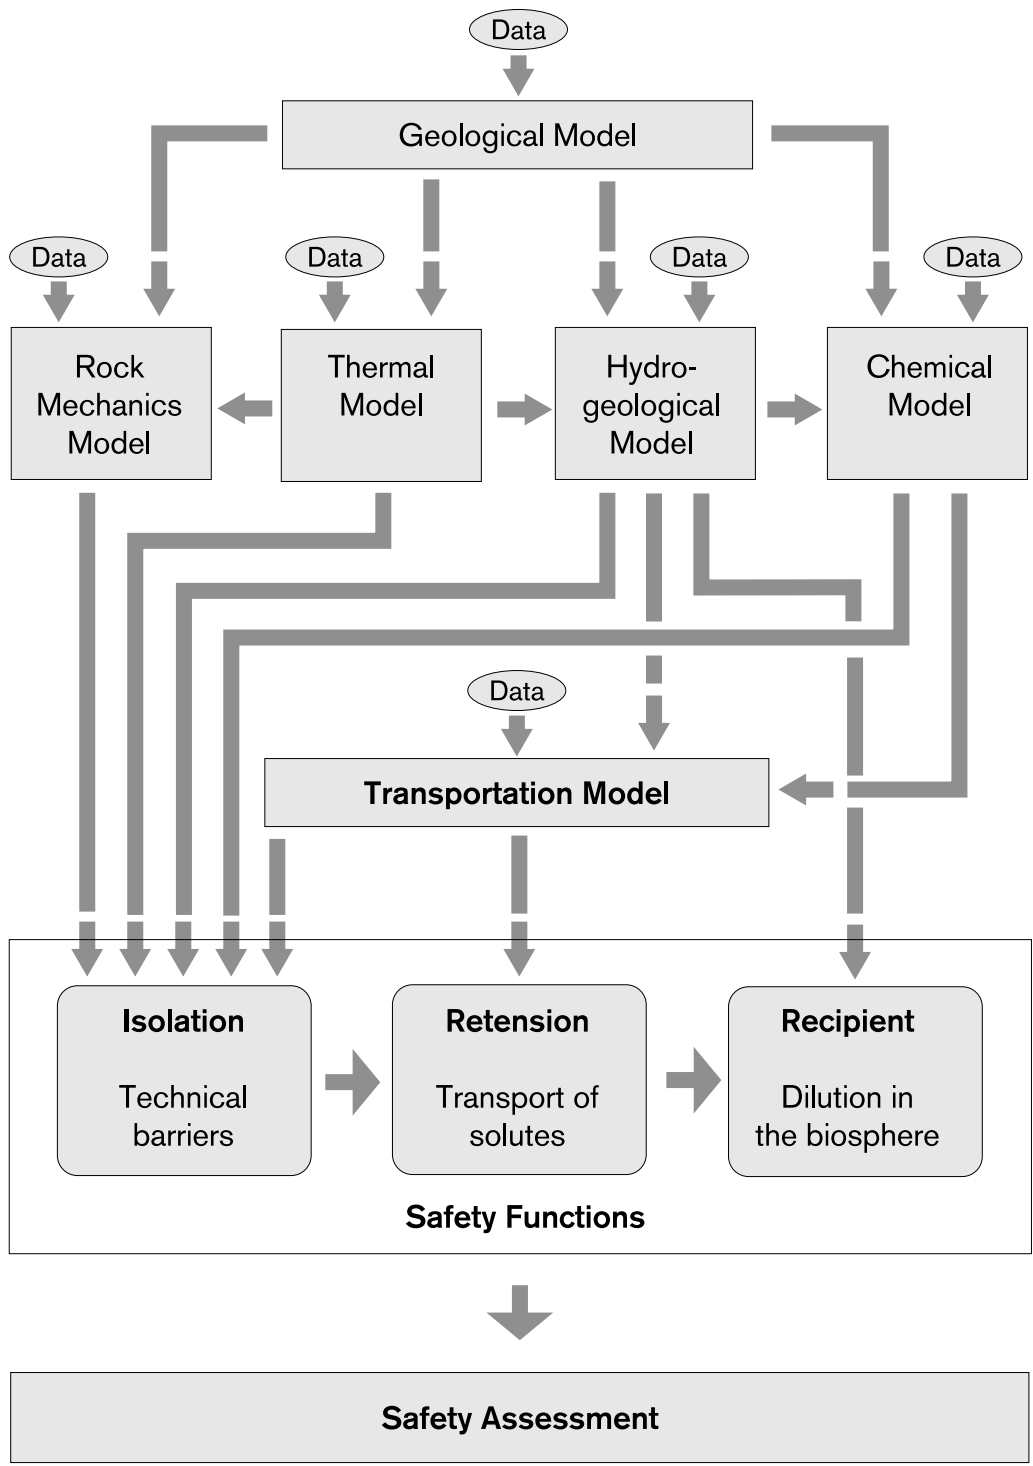 Data
Geological Model
Data
Data
Data
Data
Rock
Mechanics
Model
Thermal
Model
Hydro-
geological
Model
Chemical
Model
Data
Transportation Model
Isolation
Technical
barriers
Retension
Transport of
solutes
Recipient
Dilution in
the biosphere
Safety Functions
Safety Assessment